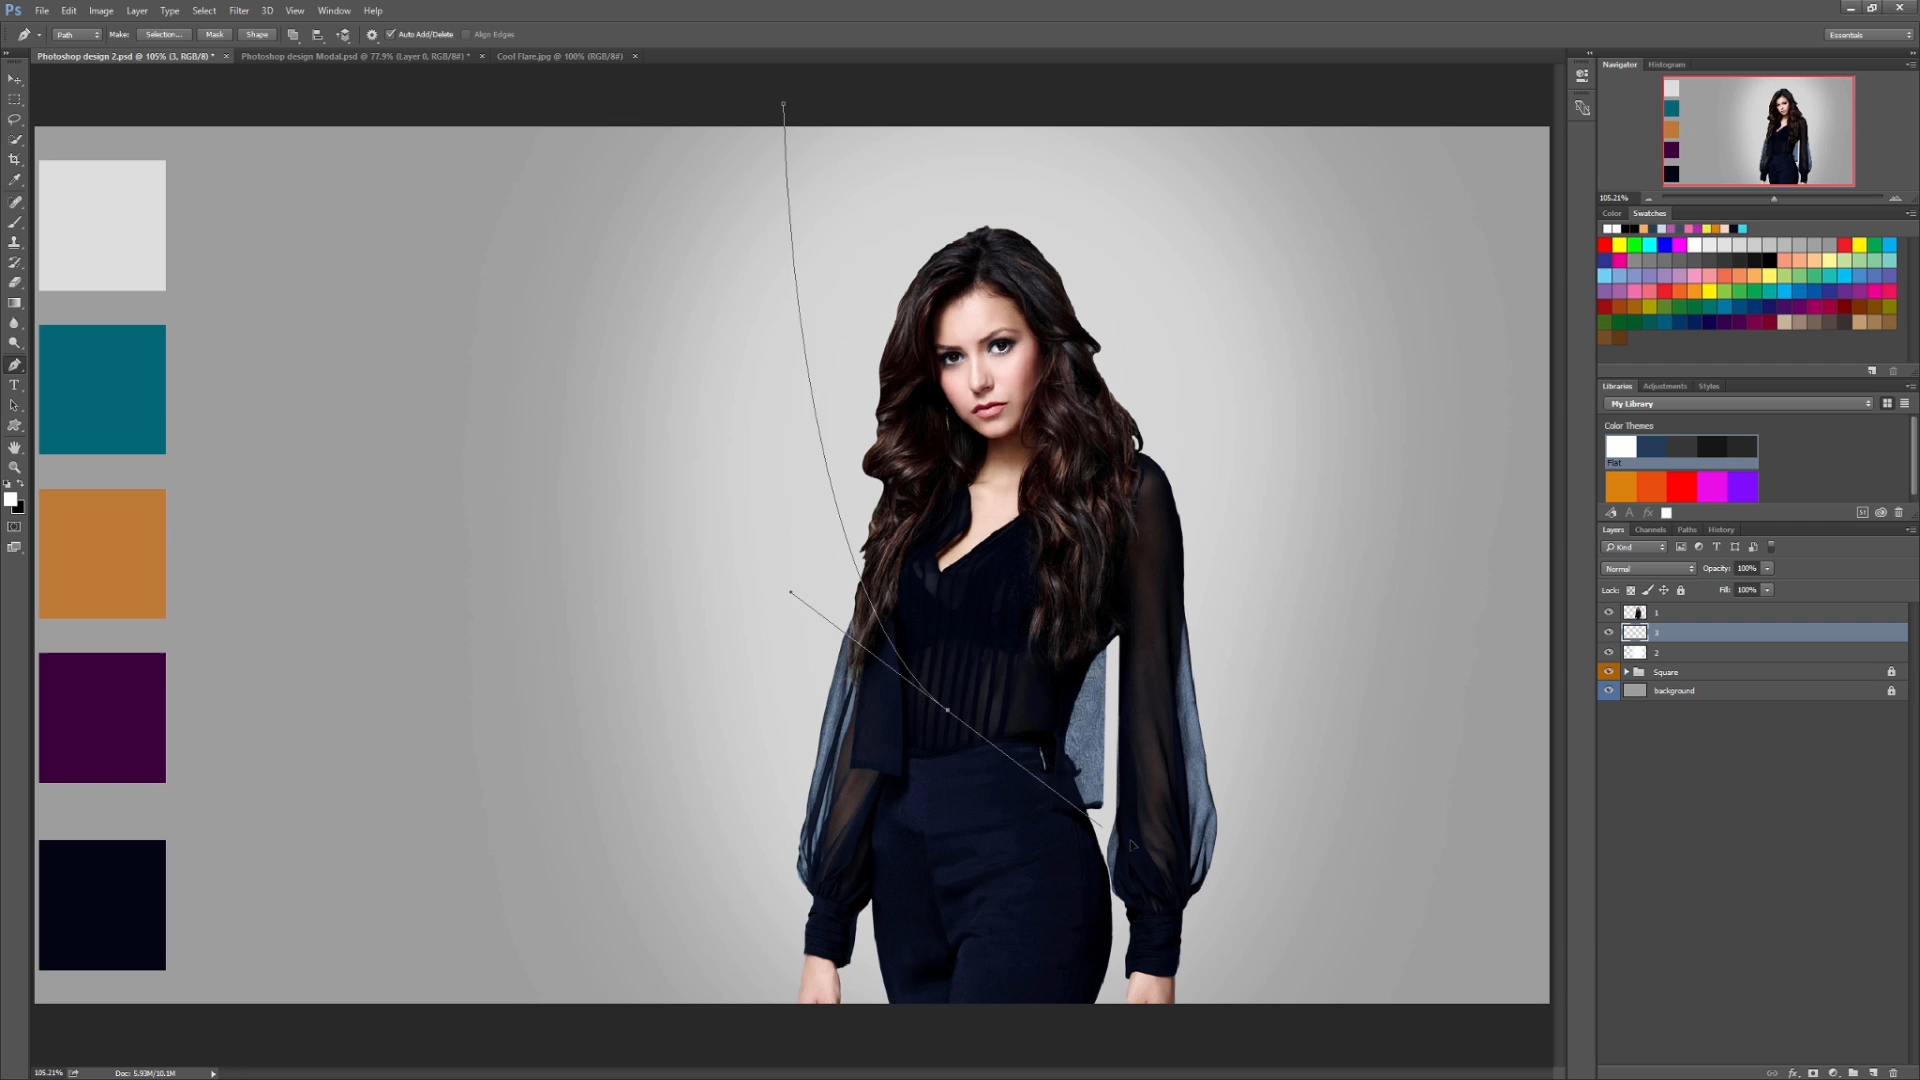 Ps File Edit Image Layer Type Select Filter 3D View Window Help
Path Make: Selection... Mask Shape Auto Add/Delete Align Edges Essentials
Photoshop design 2.psd @ 105% (3, RGB/8) * × Photoshop design Modal.psd @ 77.9% (Layer 0, RGB/8#) * × Cool Flare.jpg @ 100% (RGB/8#) ×
Navigator Histogram
105.21%
Color Swatches
Libraries Adjustments Styles
My Library
Color Themes
Flat
Layers Channels Paths History
Kind
Normal Opacity: 100%
Lock: Fill: 100%
1
3
2
Square
background
105.21% Doc: 5.93M/10.1M